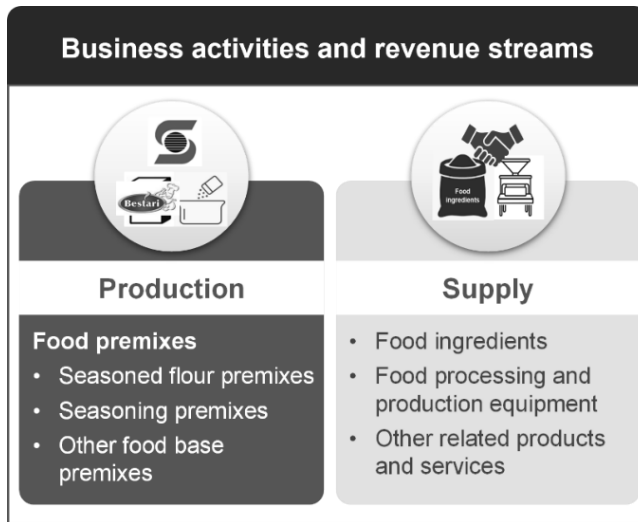 Business activities and revenue streams
Bestari
Food
ingredients
Production
Food premixes
• Seasoned flour premixes
• Seasoning premixes
• Other food base
premixes
Supply
• Food ingredients
• Food processing and
production equipment
• Other related products
and services